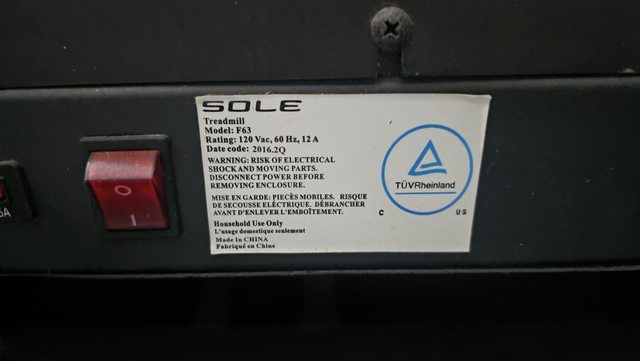 SOLE
Treadmill
Model: F63
Rating: 120 Vac, 60 Hz, 12 A
Date code: 2016.2Q
WARNING: RISK OF ELECTRICAL
SHOCK AND MOVING PARTS.
DISCONNECT POWER BEFORE
REMOVING ENCLOSURE.
MISE EN GARDE: PIÈCES MOBILES. RISQUE
DE SECOUSSE ÉLECTRIQUE. DÉBRANCHER
AVANT D'ENLEVER L'EMBOÎTEMENT.
Household Use Only
L'usage domestique seulement
Made In CHINA
Fabriqué en Chine
TÜVRheinland
C US
O
I
5A